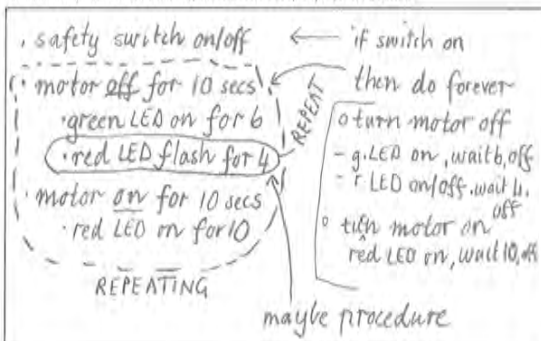 . safety switch on/off
· motor off for 10 secs.
· green LED on for 6
· red LED flash for 4
· motor on for 10 secs
· red LED on for 10
REPEATING
REPEAT
if switch on
then do forever
o turn motor off
- g.LED on, wait 6, off
- r LED on/off. wait 4.
o turn motor on off
red LED on, wait 10, off
maybe procedure